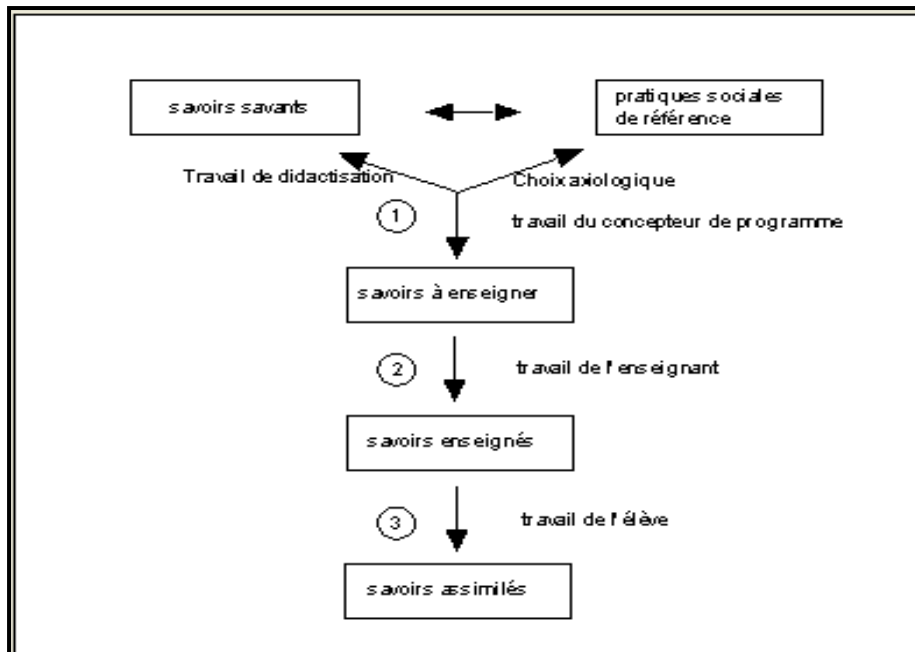 savoirs savants
pratiques sociales
de référence
Travail de didactisation
Choix axiologique
1
travail du concepteur de programme
savoirs à enseigner
2
travail de l'enseignant
savoirs enseignés
3
travail de l'élève
savoirs assimilés